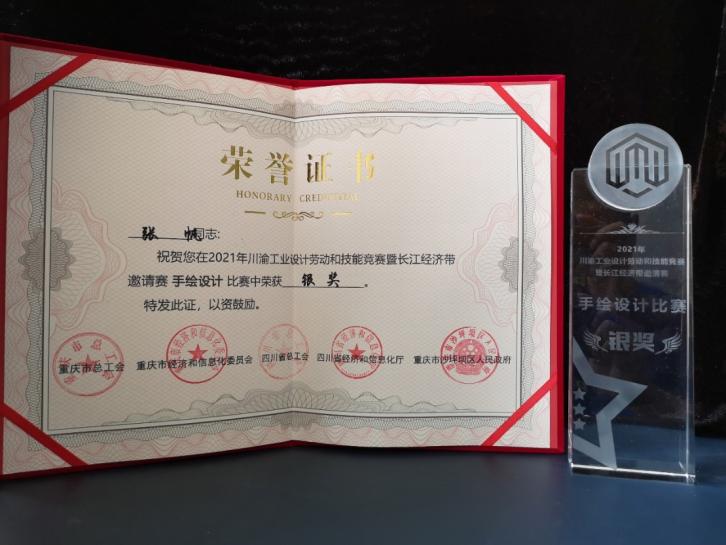 荣誉证书
HONORARY CREDENTIAL
张帆同志:
祝贺您在2021年川渝工业设计劳动和技能竞赛暨长江经济带
邀请赛 手绘设计 比赛中荣获 银奖 。
特发此证，以资鼓励。
重庆市总工会 重庆市经济和信息化委员会 四川省总工会 四川省经济和信息化厅 重庆市沙坪坝区人民政府
2021年
川渝工业设计劳动和技能竞赛
暨长江经济带邀请赛
手绘设计比赛
银奖